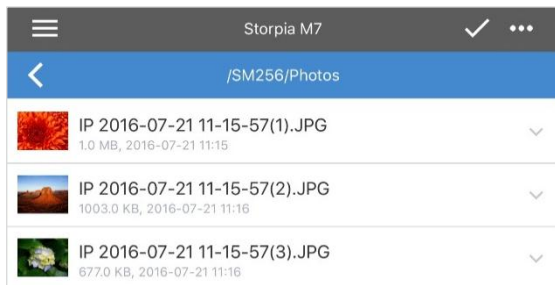 Storpia M7
/SM256/Photos
IP 2016-07-21 11-15-57(1).JPG
1.0 MB, 2016-07-21 11:15
IP 2016-07-21 11-15-57(2).JPG
1003.0 KB, 2016-07-21 11:16
IP 2016-07-21 11-15-57(3).JPG
677.0 KB, 2016-07-21 11:16